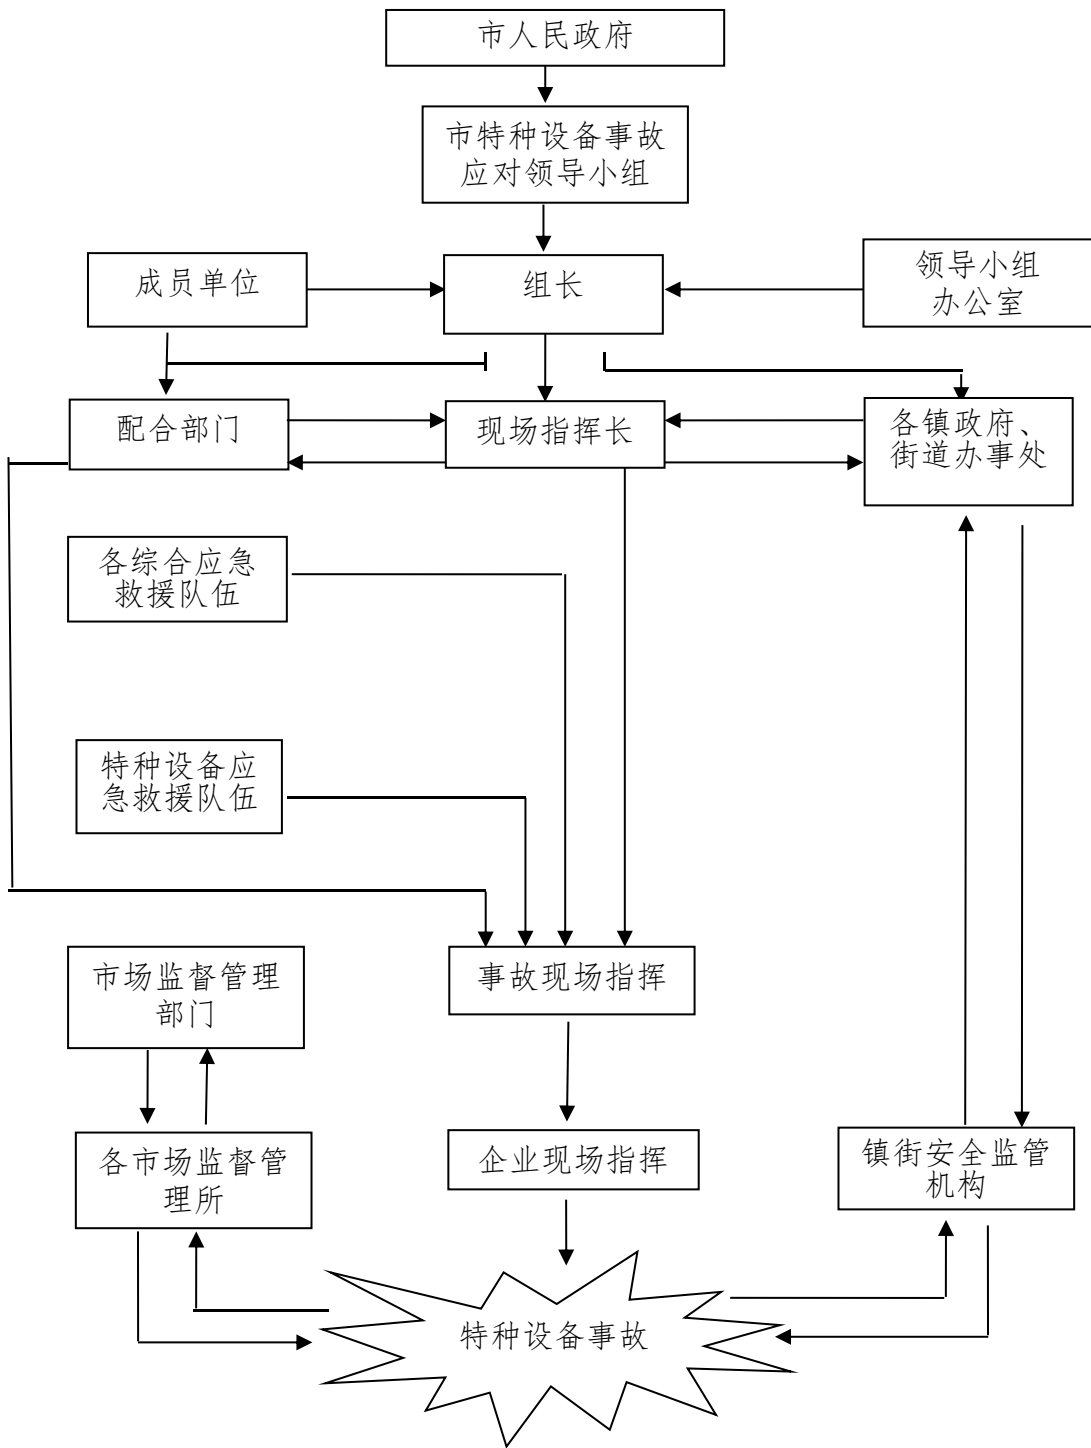 市人民政府
市特种设备事故
应对领导小组
成员单位
组长
领导小组
办公室
配合部门
现场指挥长
各镇政府、
街道办事处
各综合应急
救援队伍
特种设备应
急救援队伍
市场监督管理
部门
事故现场指挥
各市场监督管
理所
企业现场指挥
镇街安全监管
机构
特种设备事故